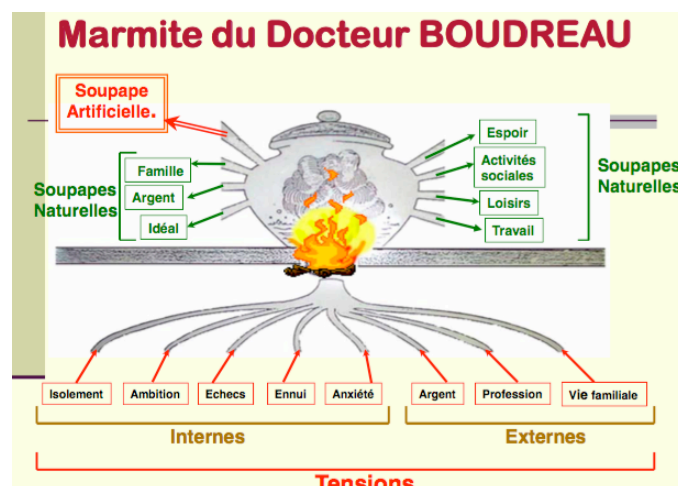 Marmite du Docteur BOUDREAU
Soupape
Artificielle.
Soupapes
Naturelles
Famille
Argent
Idéal
Espoir
Activités
sociales
Loisirs
Travail
Soupapes
Naturelles
Isolement
Ambition
Echecs
Ennui
Anxiété
Argent
Profession
Vie familiale
Internes
Externes
Tensions